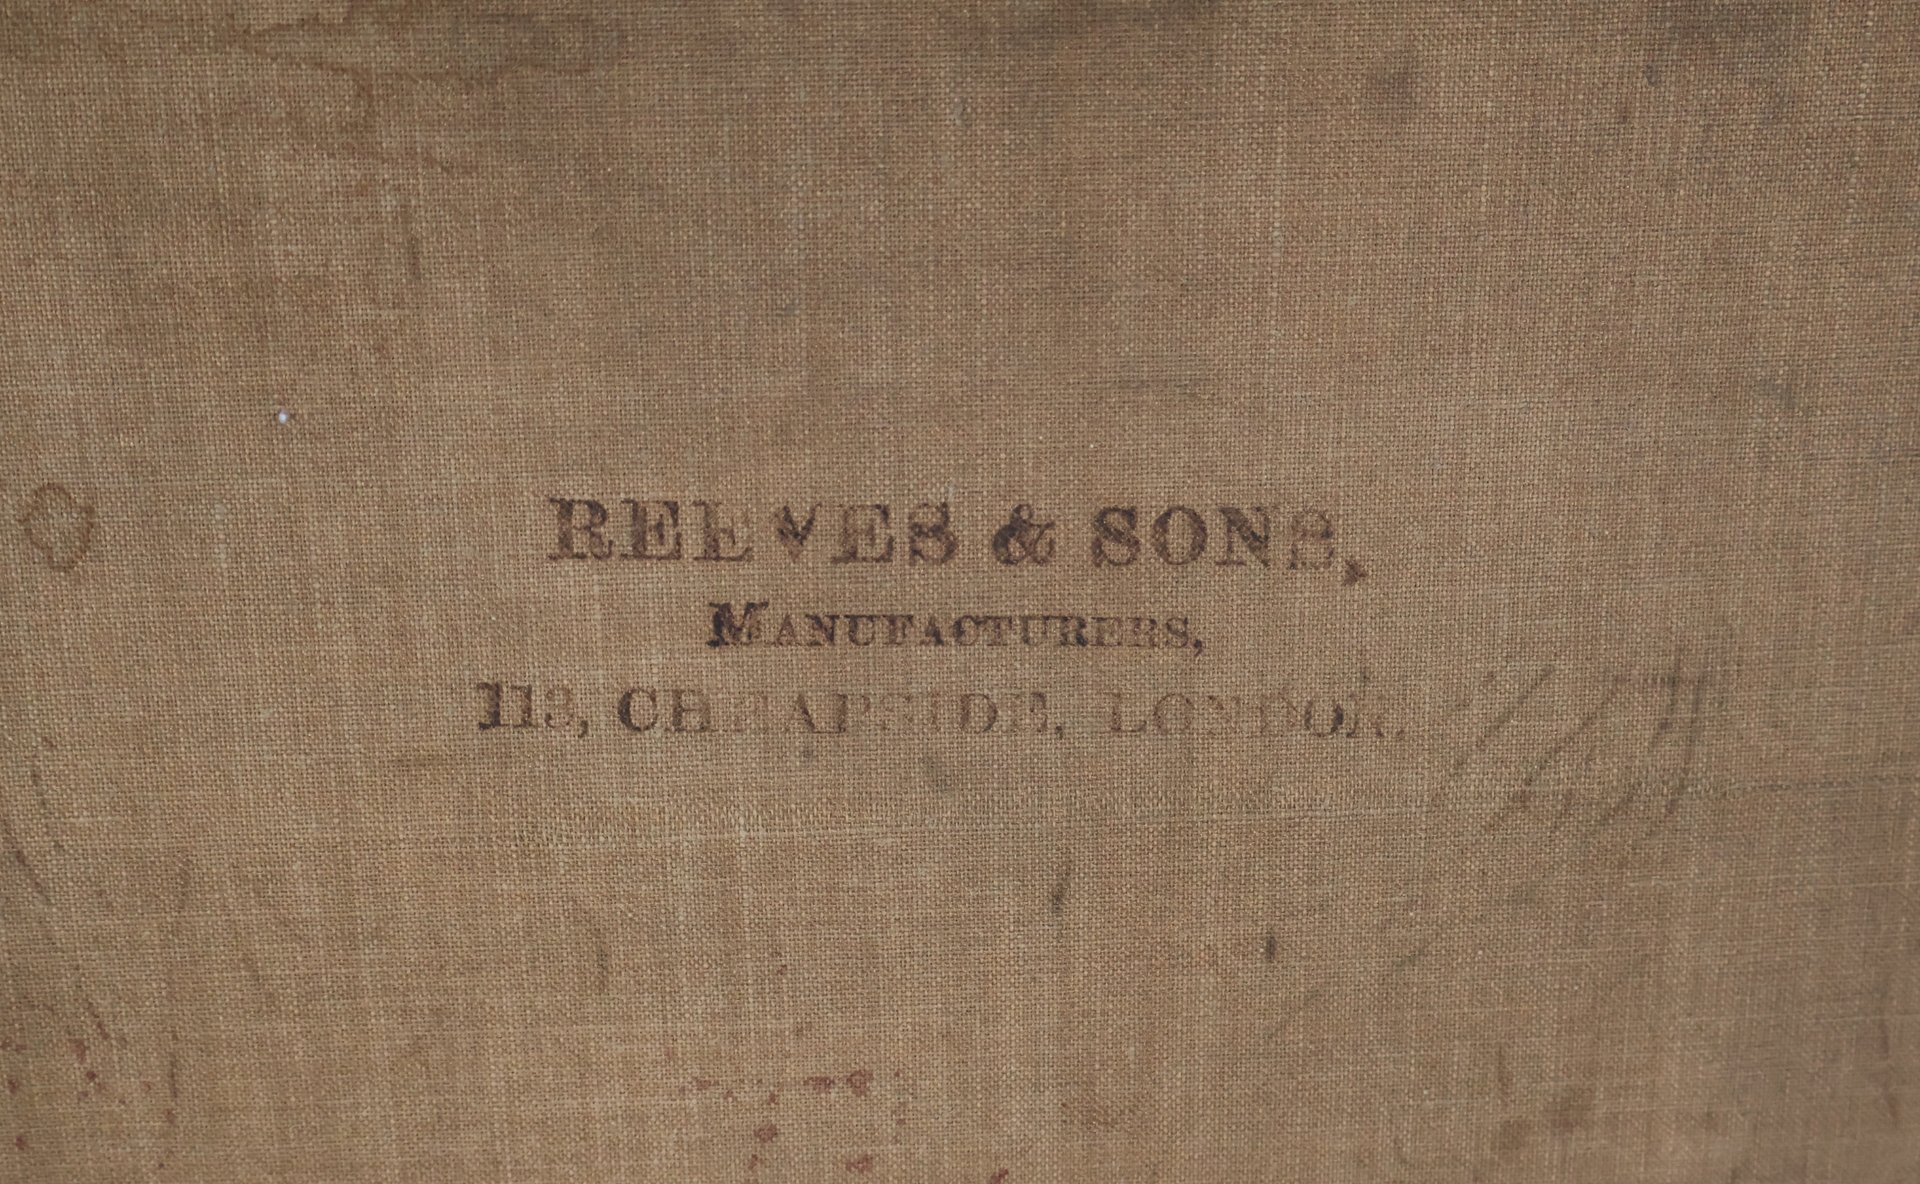 REEVES & SONS,
MANUFACTURERS,
113, CHEAPSIDE, LONDON.